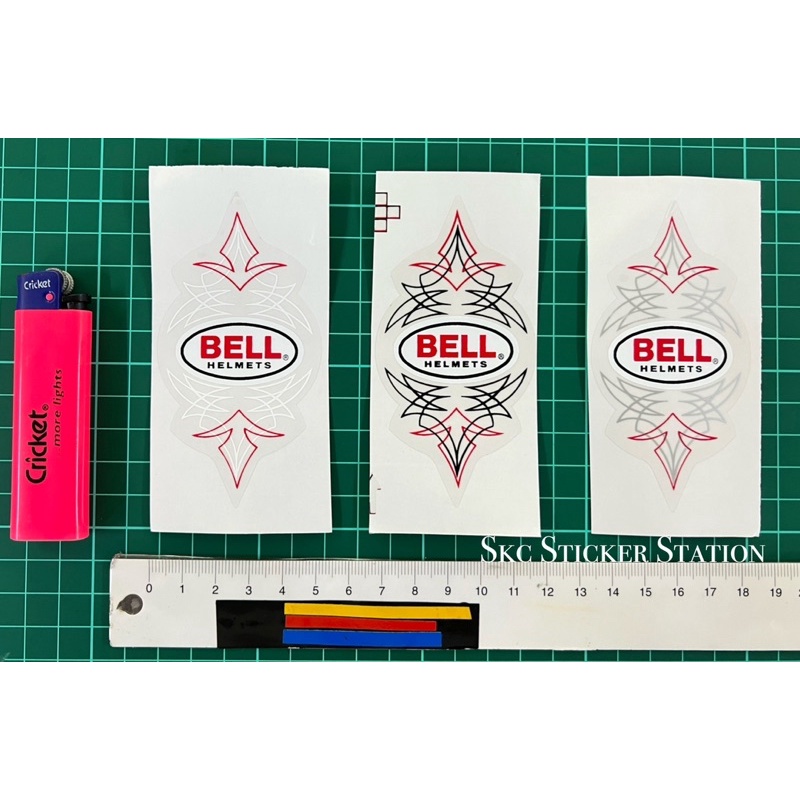 Cricket
Cricket®
more lights
BELL®
HELMETS
BELL®
HELMETS
BELL®
HELMETS
SKC STICKER STATION
0 1 2 3 4 5 6 7 8 9 10 11 12 13 14 15 16 17 18 19